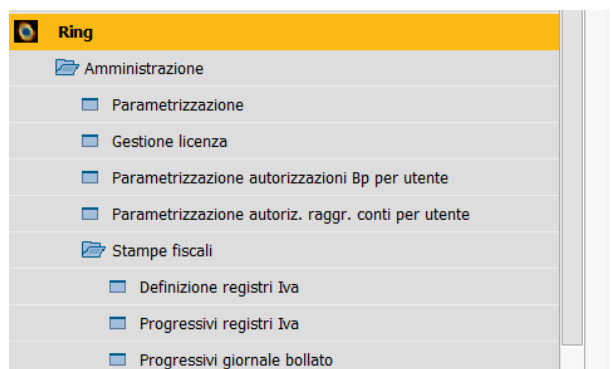 Ring
Amministrazione
Parametrizzazione
Gestione licenza
Parametrizzazione autorizzazioni Bp per utente
Parametrizzazione autoriz. raggr. conti per utente
Stampe fiscali
Definizione registri Iva
Progressivi registri Iva
Progressivi giornale bollato